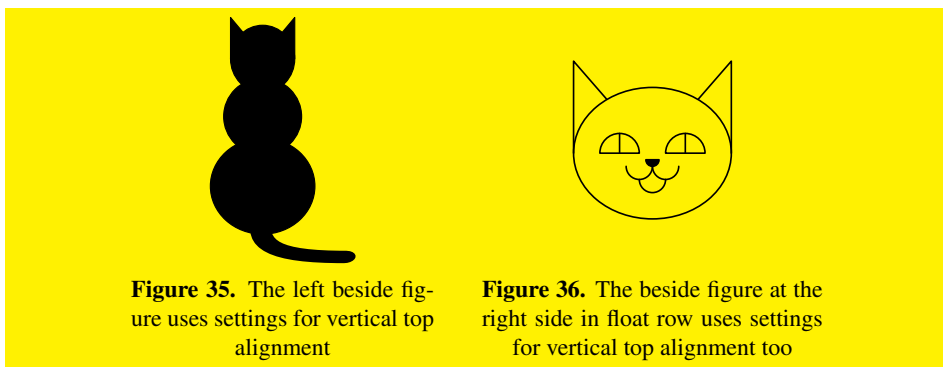 Figure 35. The left beside fig-
ure uses settings for vertical top
alignment
Figure 36. The beside figure at the
right side in float row uses settings
for vertical top alignment too